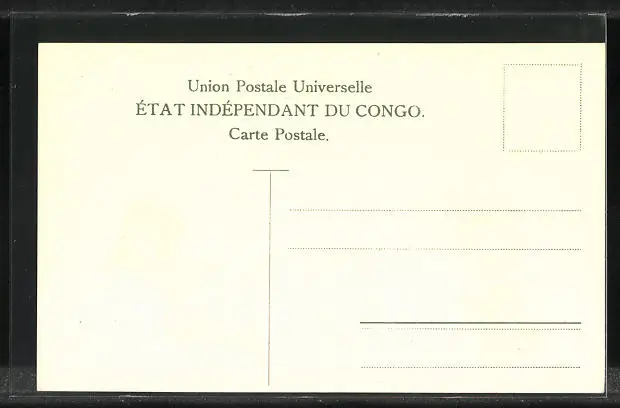 Union Postale Universelle
ÉTAT INDÉPENDANT DU CONGO.
Carte Postale.